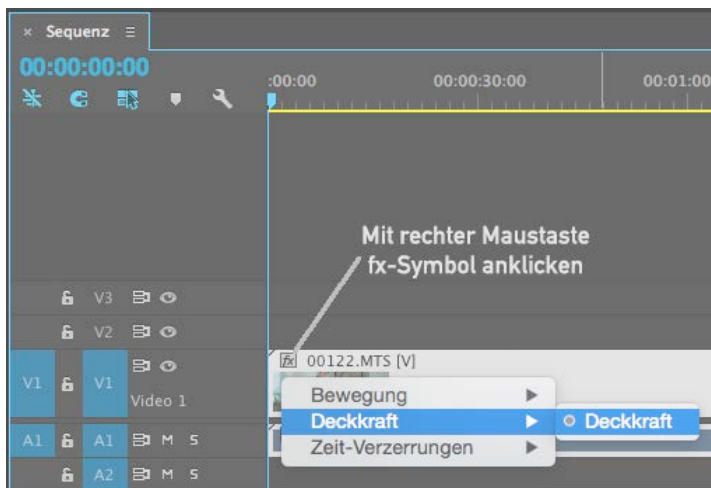 × Sequenz ≡
00:00:00:00
:00:00 00:00:30:00 00:01:00
Mit rechter Maustaste
fx-Symbol anklicken
V3
V2
fx 00122.MTS [V]
V1 V1
Video 1
Bewegung
Deckkraft Deckkraft
Zeit-Verzerrungen
A1 A1 M S
A2 M S